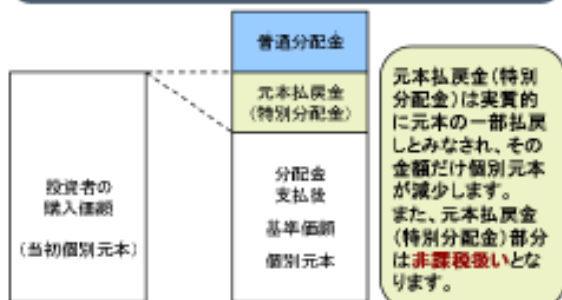 普通分配金
元本払戻金
(特別分配金)
投資者の
購入価額
(当初個別元本)
分配金
支払後
基準価額
個別元本
元本払戻金(特別
分配金)は実質的
に元本の一部払戻
しとみなされ、その
金額だけ個別元本
が減少します。
また、元本払戻金
(特別分配金)部分
は非課税扱いとな
ります。